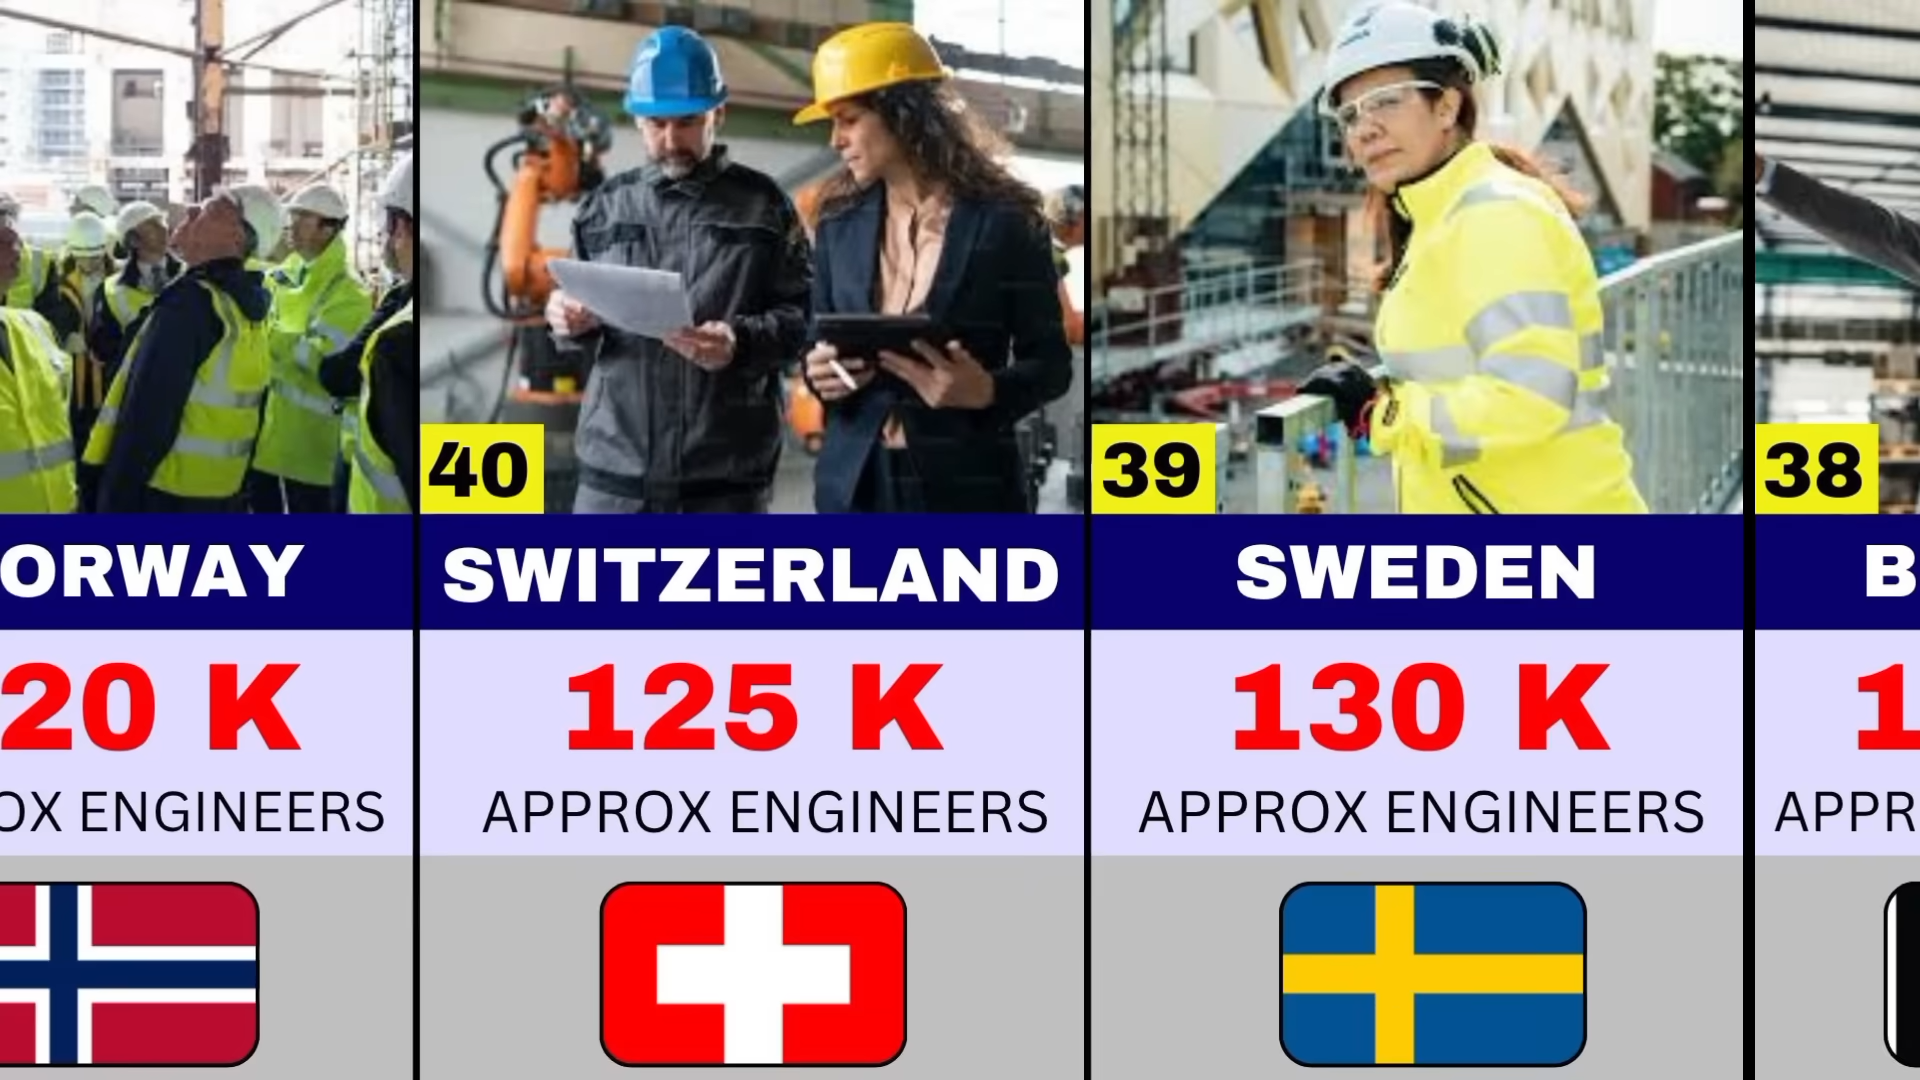 ORWAY
20 K
OX ENGINEERS
40
SWITZERLAND
125 K
APPROX ENGINEERS
39
SWEDEN
130 K
APPROX ENGINEERS
38
B
1
APPR